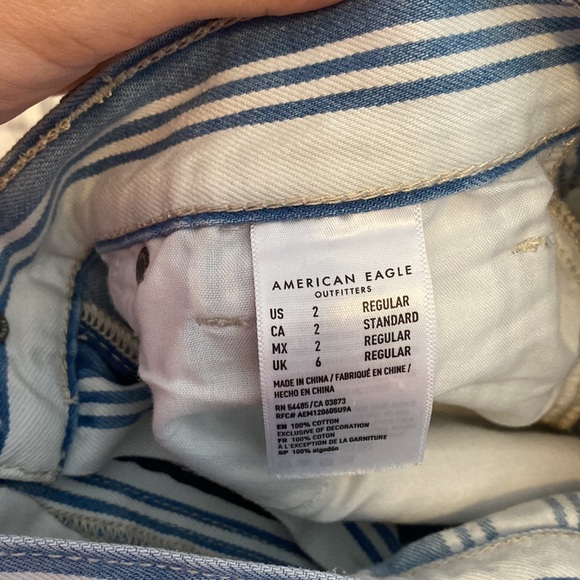 AMERICAN EAGLE
OUTFITTERS
US 2 REGULAR
CA 2 STANDARD
MX 2 REGULAR
UK 6 REGULAR
MADE IN CHINA / FABRIQUÉ EN CHINE /
HECHO EN CHINA
RN 54485 / CA 03873
RFC# AEM120605U9A
EN 100% COTTON
EXCLUSIVE OF DECORATION
FR 100% COTON
À L'EXCEPTION DE LA GARNITURE
SP 100% algodón